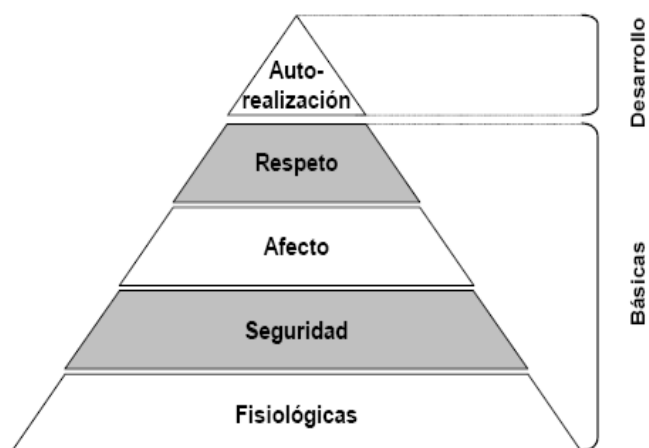 Auto-
realización
Respeto
Afecto
Seguridad
Fisiológicas
Desarrollo
Básicas